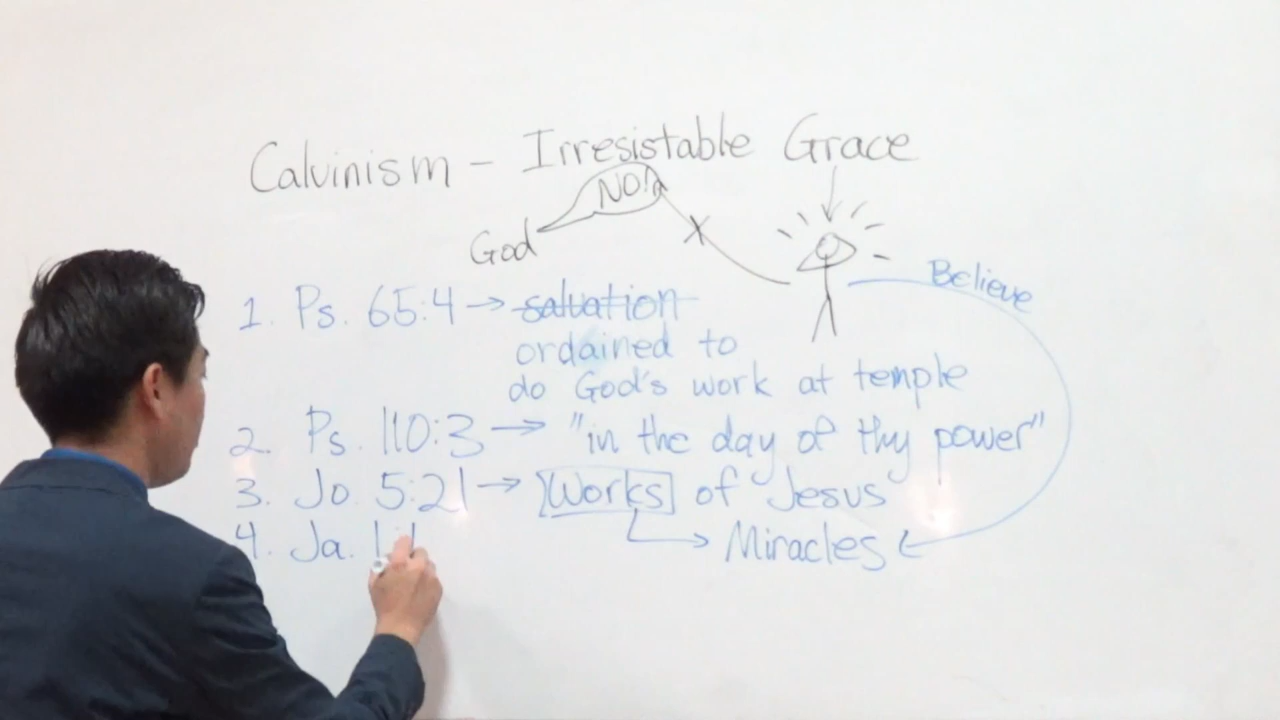 Calvinism - Irresistable Grace
NO!
God
Believe
1. Ps. 65:4 → salvation
ordained to
do God's work at temple
2. Ps. 110:3 → "in the day of thy power"
3. Jo 5:21 → Works of Jesus
4. Ja. 1:1
Miracles